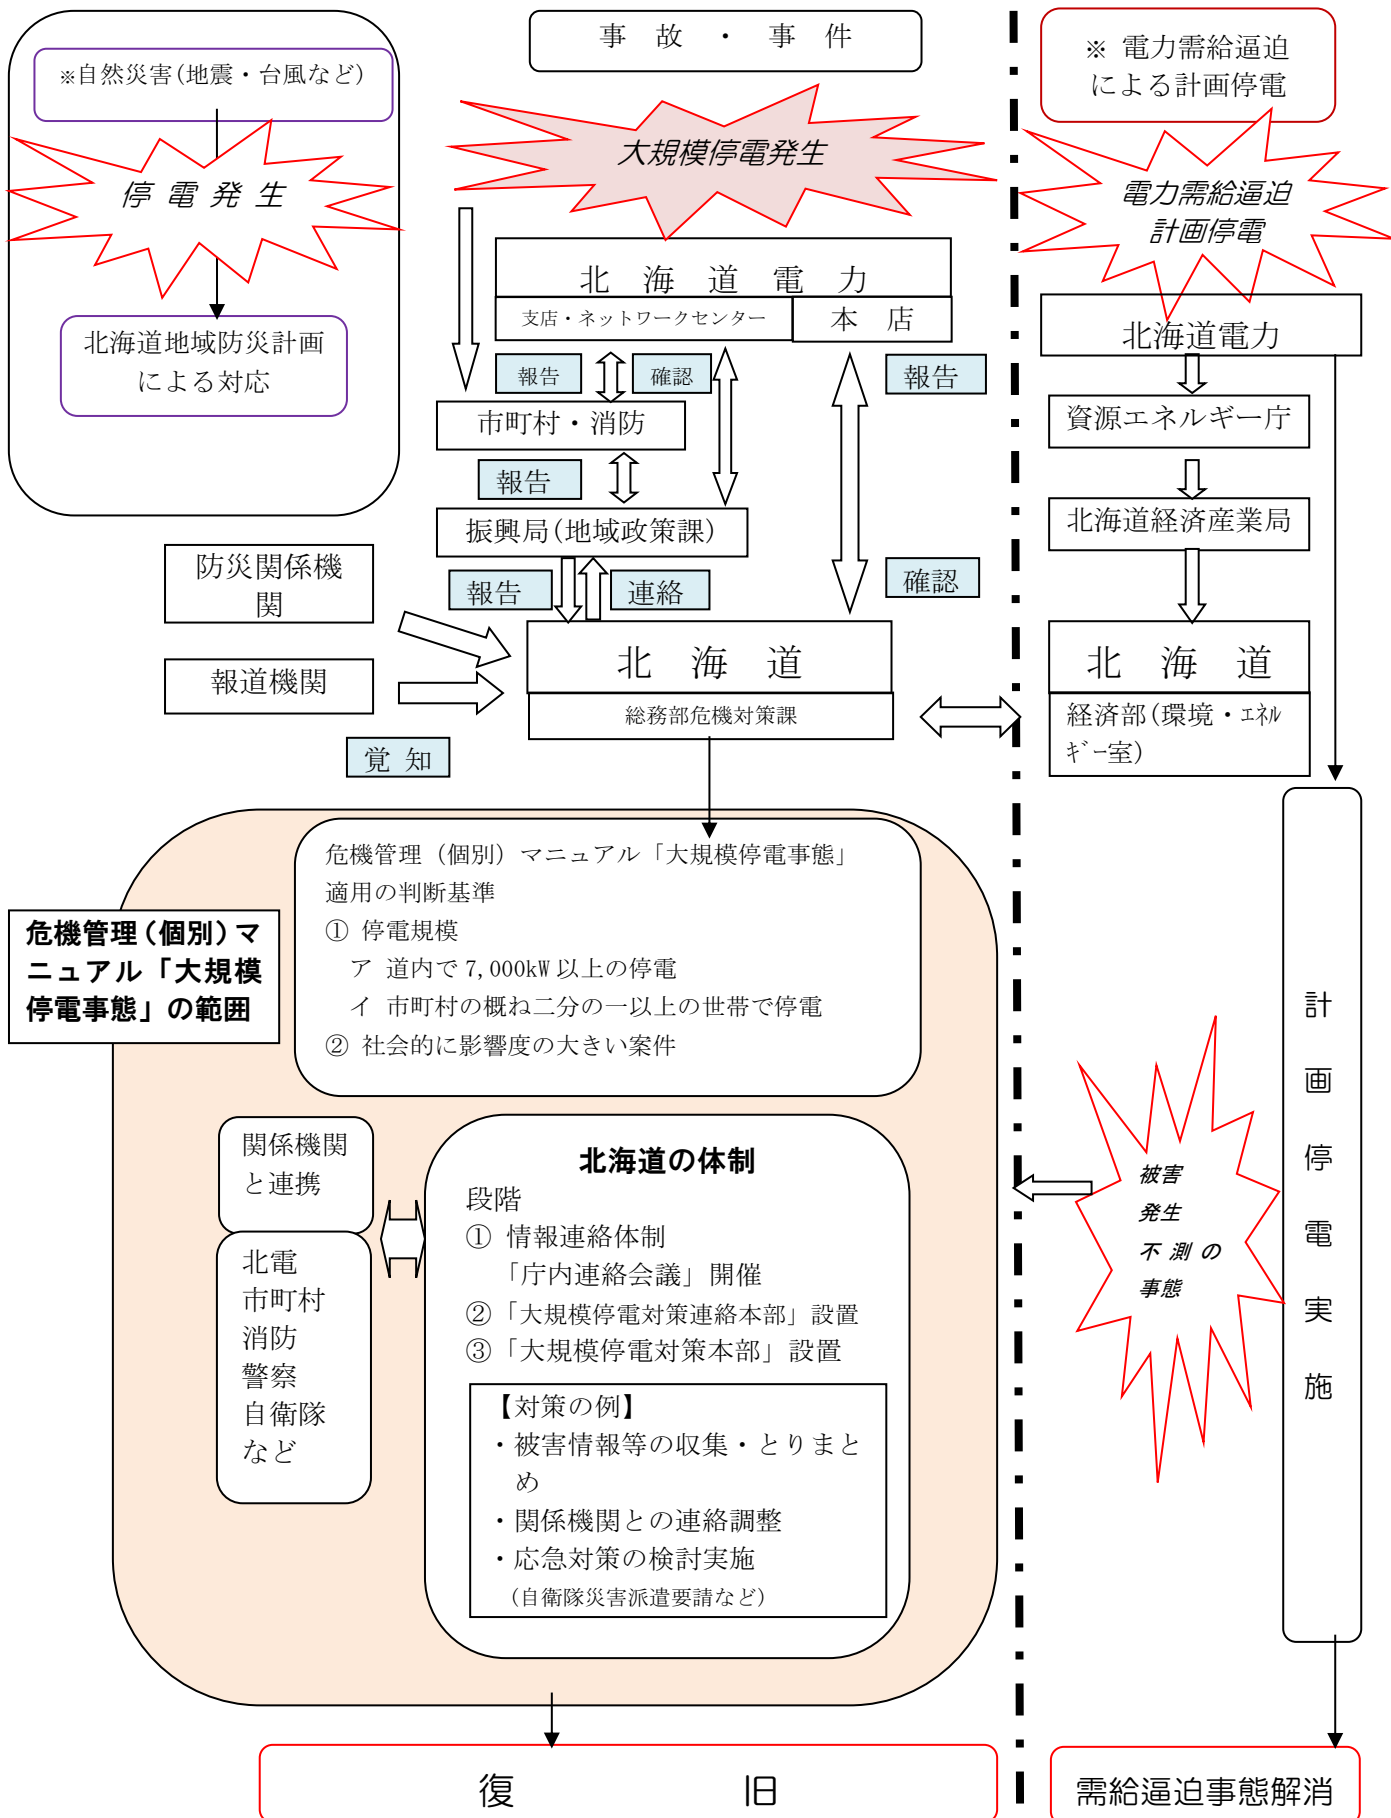 ※自然災害(地震・台風など)
停電発生
北海道地域防災計画
による対応
事故・事件
大規模停電発生
北海道電力
支店・ネットワークセンター
本店
報告
確認
報告
市町村・消防
報告
振興局(地域政策課)
確認
報告
連絡
防災関係機
関
報道機関
覚知
北海道
総務部危機対策課
※ 電力需給逼迫
による計画停電
電力需給逼迫
計画停電
北海道電力
資源エネルギー庁
北海道経済産業局
北海道
経済部(環境・エネル
ギー室)
危機管理(個別)マ
ニュアル「大規模
停電事態」の範囲
危機管理(個別)マニュアル「大規模停電事態」
適用の判断基準
① 停電規模
ア 道内で7,000kW以上の停電
イ 市町村の概ね二分の一以上の世帯で停電
② 社会的に影響度の大きい案件
関係機関
と連携
北電
市町村
消防
警察
自衛隊
など
北海道の体制
段階
① 情報連絡体制
「庁内連絡会議」開催
②「大規模停電対策連絡本部」設置
③「大規模停電対策本部」設置
【対策の例】
・被害情報等の収集・とりまと
め
・関係機関との連絡調整
・応急対策の検討実施
(自衛隊災害派遣要請など)
被害
発生
不測の
事態
計画停電実施
復旧
需給逼迫事態解消